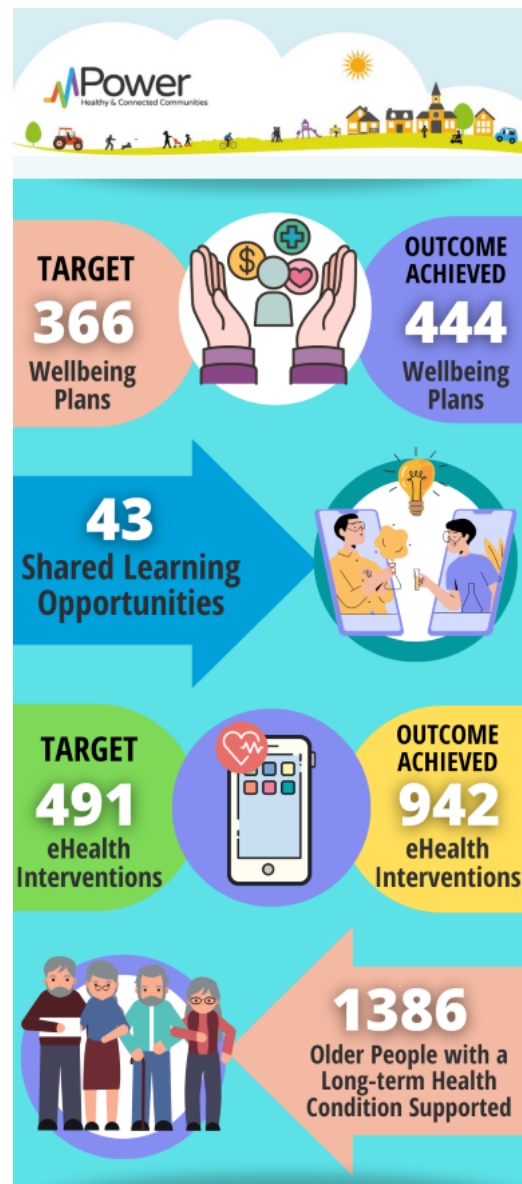 mPower
Healthy & Connected Communities
TARGET
366
Wellbeing
Plans
OUTCOME
ACHIEVED
444
Wellbeing
Plans
43
Shared Learning
Opportunities
TARGET
491
eHealth
Interventions
OUTCOME
ACHIEVED
942
eHealth
Interventions
1386
Older People with a
Long-term Health
Condition Supported